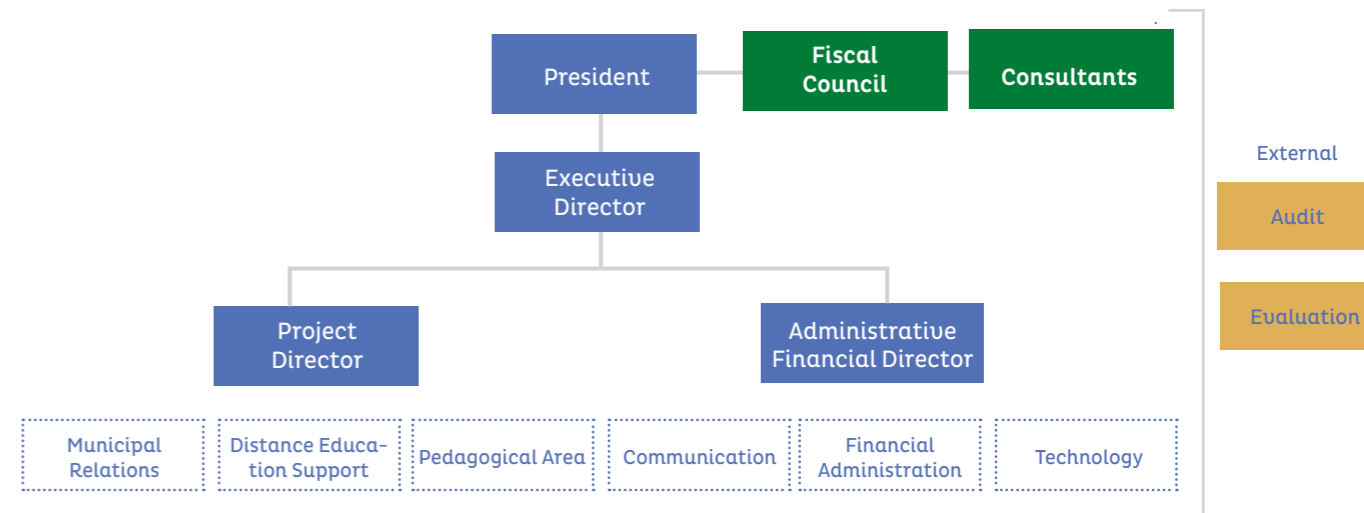 President
Fiscal
Council
Consultants
External
Executive
Director
Audit
Evaluation
Project
Director
Administrative
Financial Director
Municipal
Relations
Distance Educa-
tion Support
Pedagogical Area
Communication
Financial
Administration
Technology